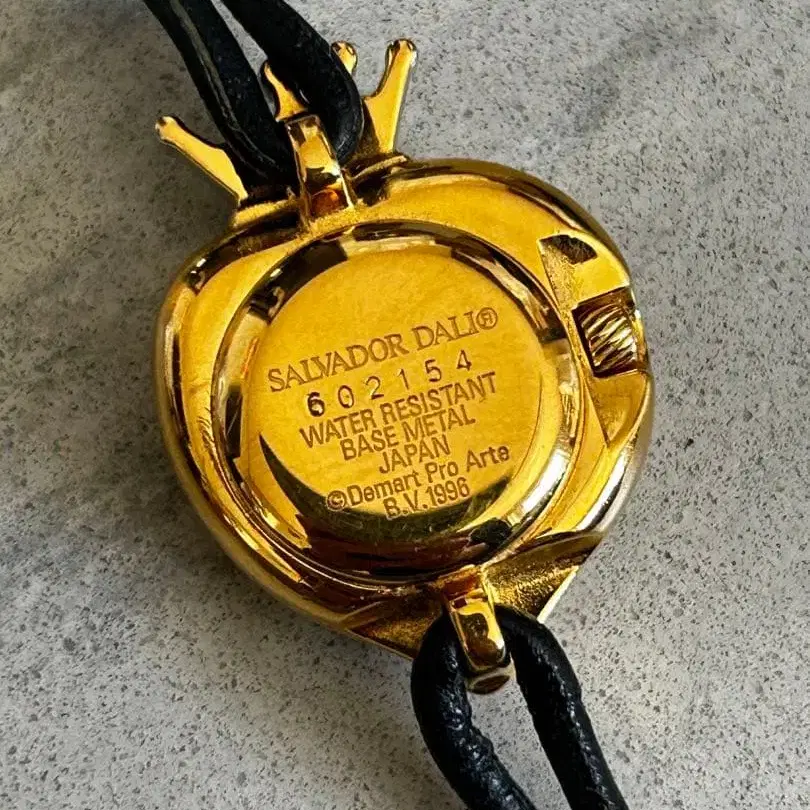 SALVADOR DALI®
602154
WATER RESISTANT
BASE METAL
JAPAN
©Demart Pro Arte
B.V. 1996